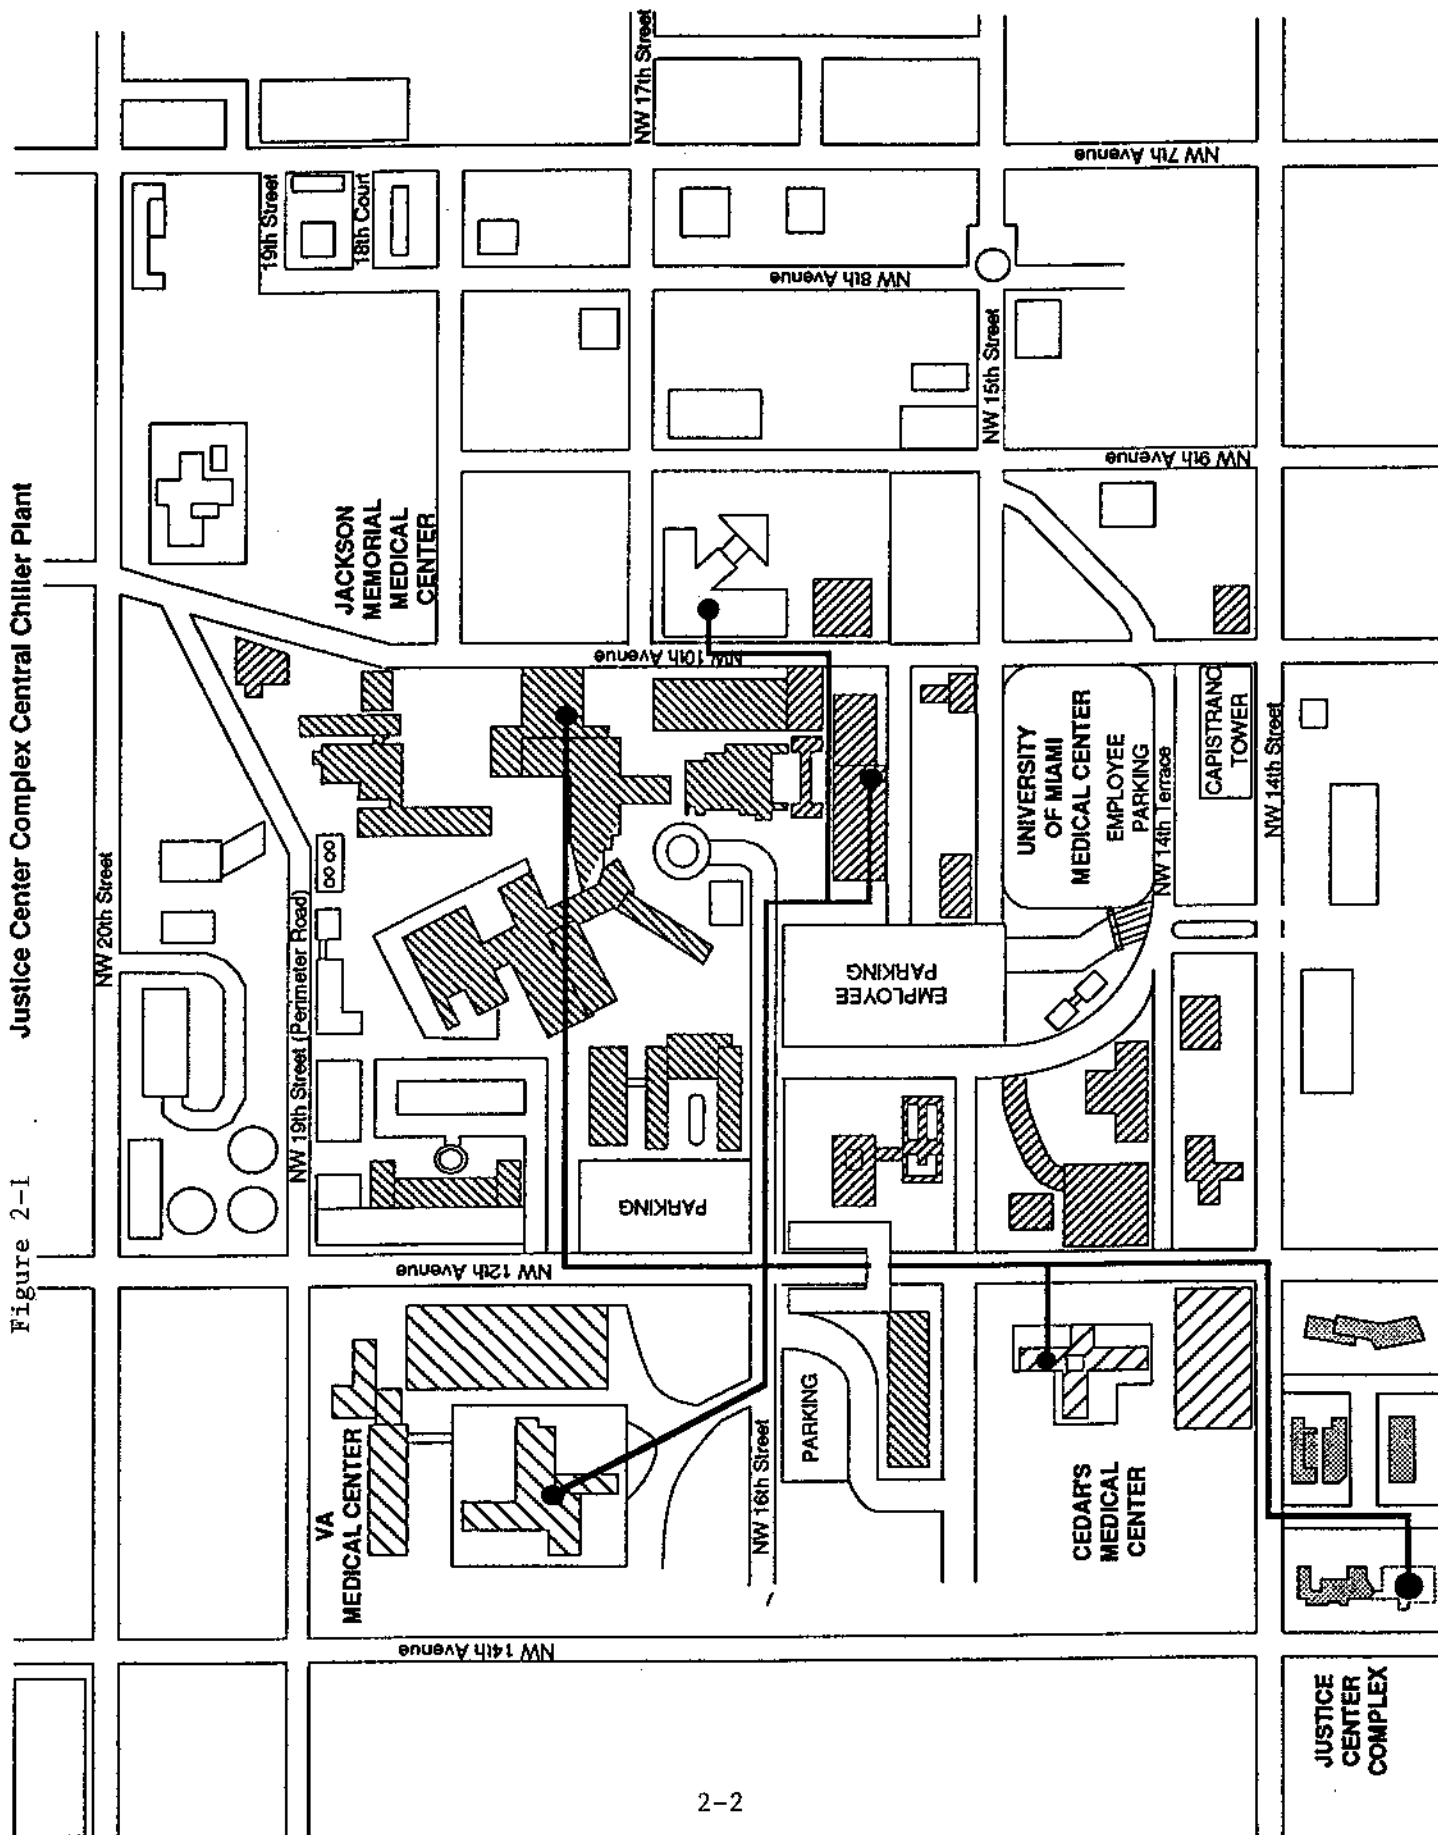 Figure 2-1 Justice Center Complex Central Chiller Plant
NW 20th Street
NW 19th Street (Perimeter Road)
19th Street
18th Court
NW 17th Street
NW 16th Street
NW 15th Street
NW 14th Terrace
NW 14th Street
NW 7th Avenue
NW 8th Avenue
NW 9th Avenue
NW 10th Avenue
NW 12th Avenue
NW 14th Avenue
JACKSON
MEMORIAL
MEDICAL
CENTER
UNIVERSITY
OF MIAMI
MEDICAL CENTER
EMPLOYEE
PARKING
CAPISTRANO
TOWER
EMPLOYEE
PARKING
PARKING
PARKING
VA
MEDICAL CENTER
CEDAR'S
MEDICAL
CENTER
JUSTICE
CENTER
COMPLEX
2-2